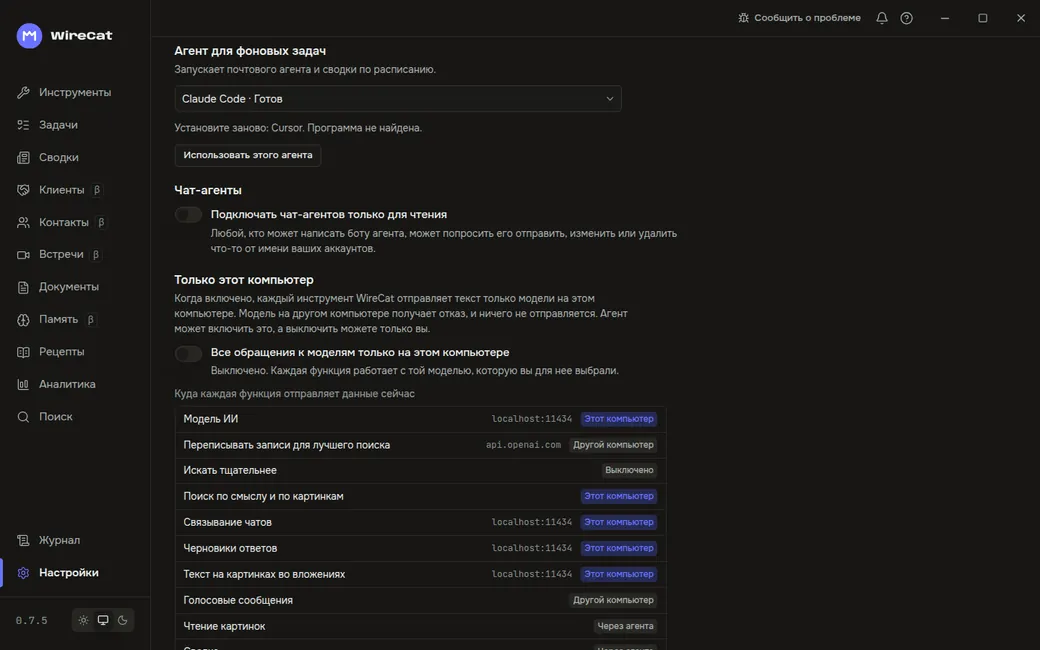 WireCat
Сообщить о проблеме
Инструменты
Задачи
Сводки
Клиенты β
Контакты β
Встречи β
Документы
Память β
Рецепты
Аналитика
Поиск
Журнал
Настройки
0.7.5
Агент для фоновых задач
Запускает почтового агента и сводки по расписанию.
Claude Code · Готов
Установите заново: Cursor. Программа не найдена.
Использовать этого агента
Чат-агенты
Подключать чат-агентов только для чтения
Любой, кто может написать боту агента, может попросить его отправить, изменить или удалить
что-то от имени ваших аккаунтов.
Только этот компьютер
Когда включено, каждый инструмент WireCat отправляет текст только модели на этом
компьютере. Модель на другом компьютере получает отказ, и ничего не отправляется. Агент
может включить это, а выключить можете только вы.
Все обращения к моделям только на этом компьютере
Выключено. Каждая функция работает с той моделью, которую вы для нее выбрали.
Куда каждая функция отправляет данные сейчас
Модель ИИ localhost:11434 Этот компьютер
Переписывать записи для лучшего поиска api.openai.com Другой компьютер
Искать тщательнее Выключено
Поиск по смыслу и по картинкам Этот компьютер
Связывание чатов localhost:11434 Этот компьютер
Черновики ответов localhost:11434 Этот компьютер
Текст на картинках во вложениях localhost:11434 Этот компьютер
Голосовые сообщения Другой компьютер
Чтение картинок Через агента